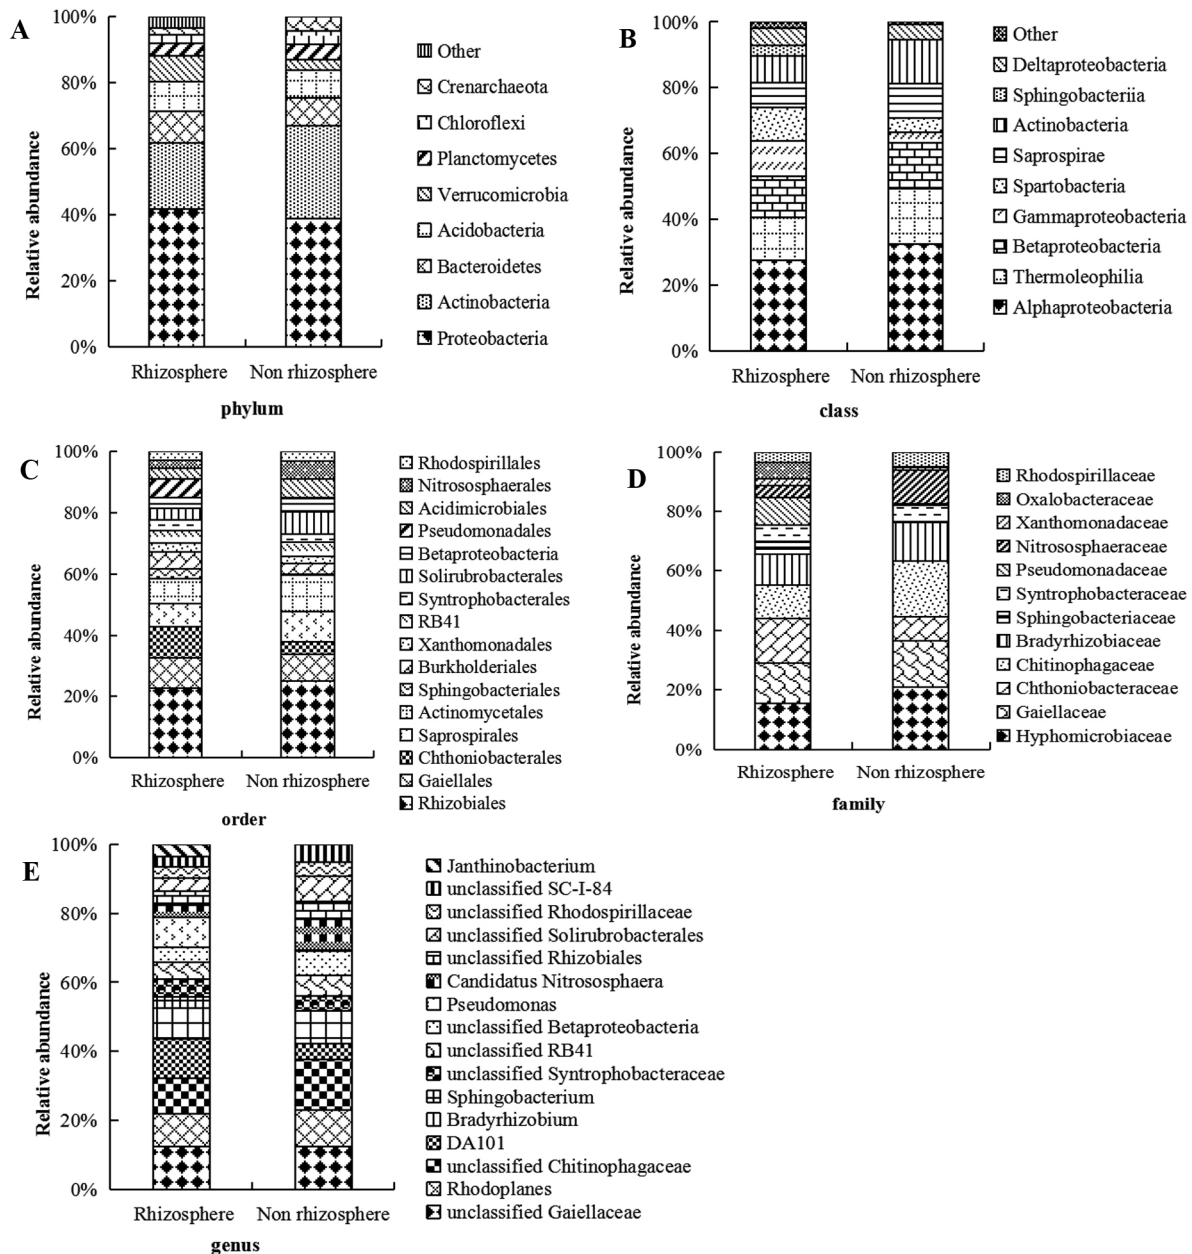 A
100%
80%
60%
40%
20%
0%
Relative abundance
Rhizosphere
Non rhizosphere
phylum
Other
Crenarchaeota
Chloroflexi
Planctomycetes
Verrucomicrobia
Acidobacteria
Bacteroidetes
Actinobacteria
Proteobacteria
B
100%
80%
60%
40%
20%
0%
Relative abundance
Rhizosphere
Non rhizosphere
class
Other
Deltaproteobacteria
Sphingobacteriia
Actinobacteria
Saprospirae
Spartobacteria
Gammaproteobacteria
Betaproteobacteria
Thermoleophilia
Alphaproteobacteria
C
100%
80%
60%
40%
20%
0%
Relative abundance
Rhizosphere
Non rhizosphere
order
Rhodospirillales
Nitrososphaerales
Acidimicrobiales
Pseudomonadales
Betaproteobacteria
Solirubrobacterales
Syntrophobacterales
RB41
Xanthomonadales
Burkholderiales
Sphingobacteriales
Actinomycetales
Saprospirales
Chthoniobacterales
Gaiellales
Rhizobiales
D
100%
80%
60%
40%
20%
0%
Relative abundance
Rhizosphere
Non rhizosphere
family
Rhodospirillaceae
Oxalobacteraceae
Xanthomonadaceae
Nitrososphaeraceae
Pseudomonadaceae
Syntrophobacteraceae
Sphingobacteriaceae
Bradyrhizobiaceae
Chitinophagaceae
Chthoniobacteraceae
Gaiellaceae
Hyphomicrobiaceae
E
100%
80%
60%
40%
20%
0%
Relative abundance
Rhizosphere
Non rhizosphere
genus
Janthinobacterium
unclassified SC-I-84
unclassified Rhodospirillaceae
unclassified Solirubrobacterales
unclassified Rhizobiales
Candidatus Nitrososphaera
Pseudomonas
unclassified Betaproteobacteria
unclassified RB41
unclassified Syntrophobacteraceae
Sphingobacterium
Bradyrhizobium
DA101
unclassified Chitinophagaceae
Rhodoplanes
unclassified Gaiellaceae